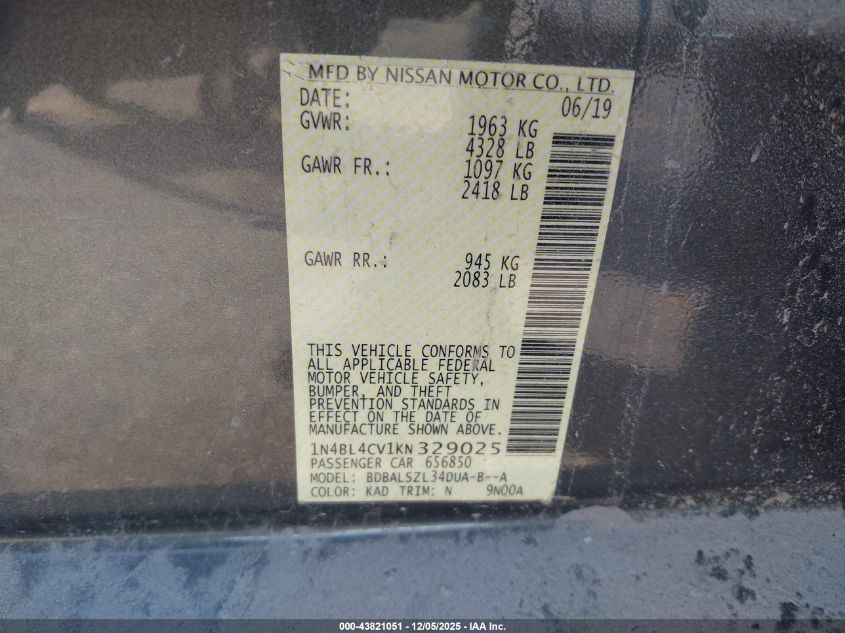 MFD BY NISSAN MOTOR CO., LTD.
DATE: 06/19
GVWR: 1963 KG
4328 LB
GAWR FR.: 1097 KG
2418 LB
GAWR RR.: 945 KG
2083 LB
THIS VEHICLE CONFORMS TO
ALL APPLICABLE FEDERAL
MOTOR VEHICLE SAFETY,
BUMPER, AND THEFT
PREVENTION STANDARDS IN
EFFECT ON THE DATE OF
MANUFACTURE SHOWN ABOVE.
1N4BL4CV1KN329025
PASSENGER CAR 656850
MODEL: BDBALSZL34DUA-B--A
COLOR: KAD TRIM: N 9N00A
000-43821051 - 12/05/2025 - IAA Inc.